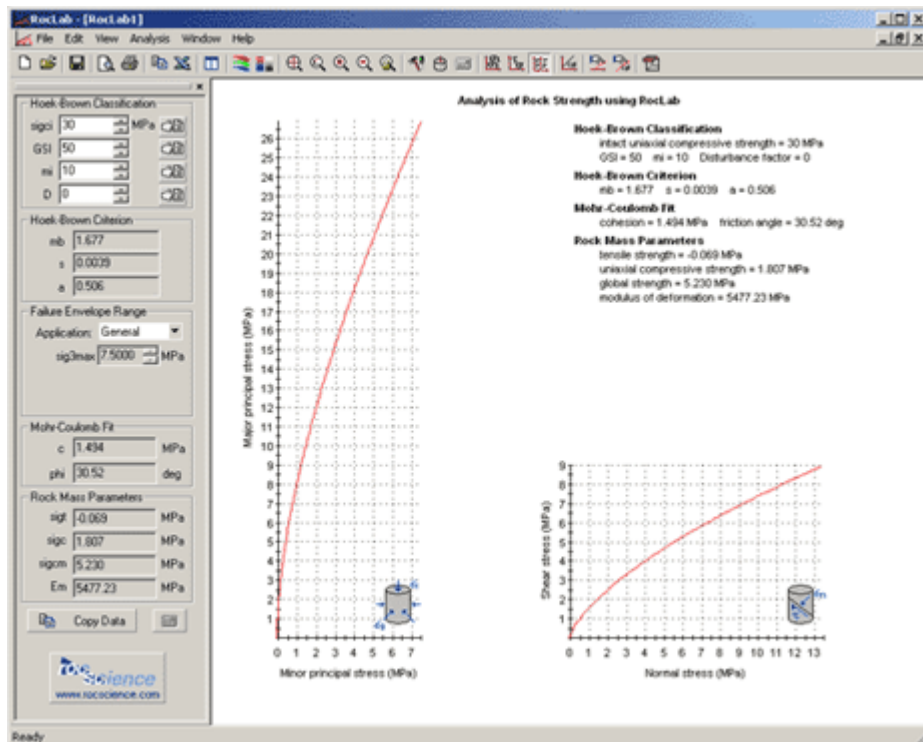 RocLab - [RocLab1]
File Edit View Analysis Window Help
Hoek-Brown Classification
sigci 30 MPa
GSI 50
mi 10
D 0
Hoek-Brown Criterion
mb 1.677
s 0.0039
a 0.506
Failure Envelope Range
Application: General
sig3max 7.5000 MPa
Mohr-Coulomb Fit
c 1.494 MPa
phi 30.52 deg
Rock Mass Parameters
sigt -0.069 MPa
sigc 1.807 MPa
sigcm 5.230 MPa
Em 5477.23 MPa
Copy Data
rocscience
www.rocscience.com
Analysis of Rock Strength using RocLab
Hoek-Brown Classification
intact uniaxial compressive strength = 30 MPa
GSI = 50 mi = 10 Disturbance factor = 0
Hoek-Brown Criterion
mb = 1.677 s = 0.0039 a = 0.506
Mohr-Coulomb Fit
cohesion = 1.494 MPa friction angle = 30.52 deg
Rock Mass Parameters
tensile strength = -0.069 MPa
uniaxial compressive strength = 1.807 MPa
global strength = 5.230 MPa
modulus of deformation = 5477.23 MPa
Major principal stress (MPa)
26
25
24
23
22
21
20
19
18
17
16
15
14
13
12
11
10
9
8
7
6
5
4
3
2
1
0 1 2 3 4 5 6 7
Minor principal stress (MPa)
Shear stress (MPa)
9
8
7
6
5
4
3
2
1
0 1 2 3 4 5 6 7 8 9 10 11 12 13
Normal stress (MPa)
Ready